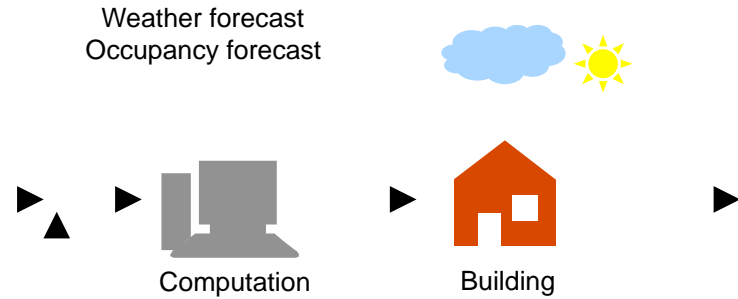 Weather forecast
Occupancy forecast
Computation
Building